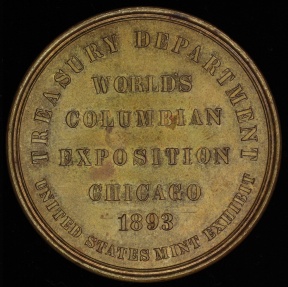 TREASURY DEPARTMENT
WORLD'S
COLUMBIAN
EXPOSITION
CHICAGO
1893
UNITED STATES MINT EXHIBIT